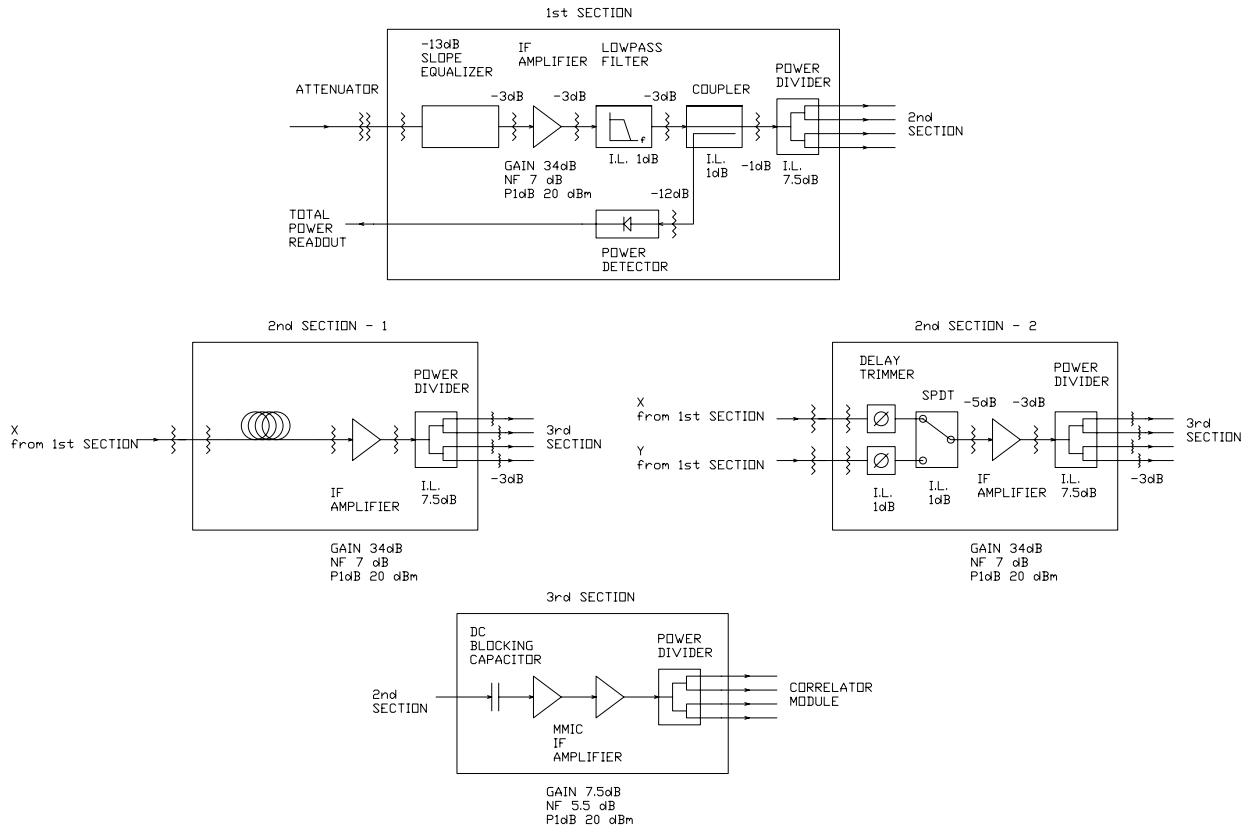 1st SECTION
-13dB
SLOPE
EQUALIZER
IF
AMPLIFIER
LOWPASS
FILTER
POWER
DIVIDER
ATTENUATOR
-3dB
-3dB
-3dB
COUPLER
2nd
SECTION
f
I.L. 1dB
I.L.
1dB
-1dB
I.L.
7.5dB
GAIN 34dB
NF 7 dB
P1dB 20 dBm
-12dB
TOTAL
POWER
READOUT
POWER
DETECTOR
2nd SECTION - 1
POWER
DIVIDER
X
from 1st SECTION
3rd
SECTION
-3dB
IF
AMPLIFIER
I.L.
7.5dB
GAIN 34dB
NF 7 dB
P1dB 20 dBm
2nd SECTION - 2
DELAY
TRIMMER
SPDT
POWER
DIVIDER
-5dB
-3dB
X
from 1st SECTION
Y
from 1st SECTION
3rd
SECTION
I.L.
1dB
I.L.
1dB
IF
AMPLIFIER
I.L.
7.5dB
-3dB
GAIN 34dB
NF 7 dB
P1dB 20 dBm
3rd SECTION
DC
BLOCKING
CAPACITOR
POWER
DIVIDER
2nd
SECTION
CORRELATOR
MODULE
MMIC
IF
AMPLIFIER
GAIN 7.5dB
NF 5.5 dB
P1dB 20 dBm